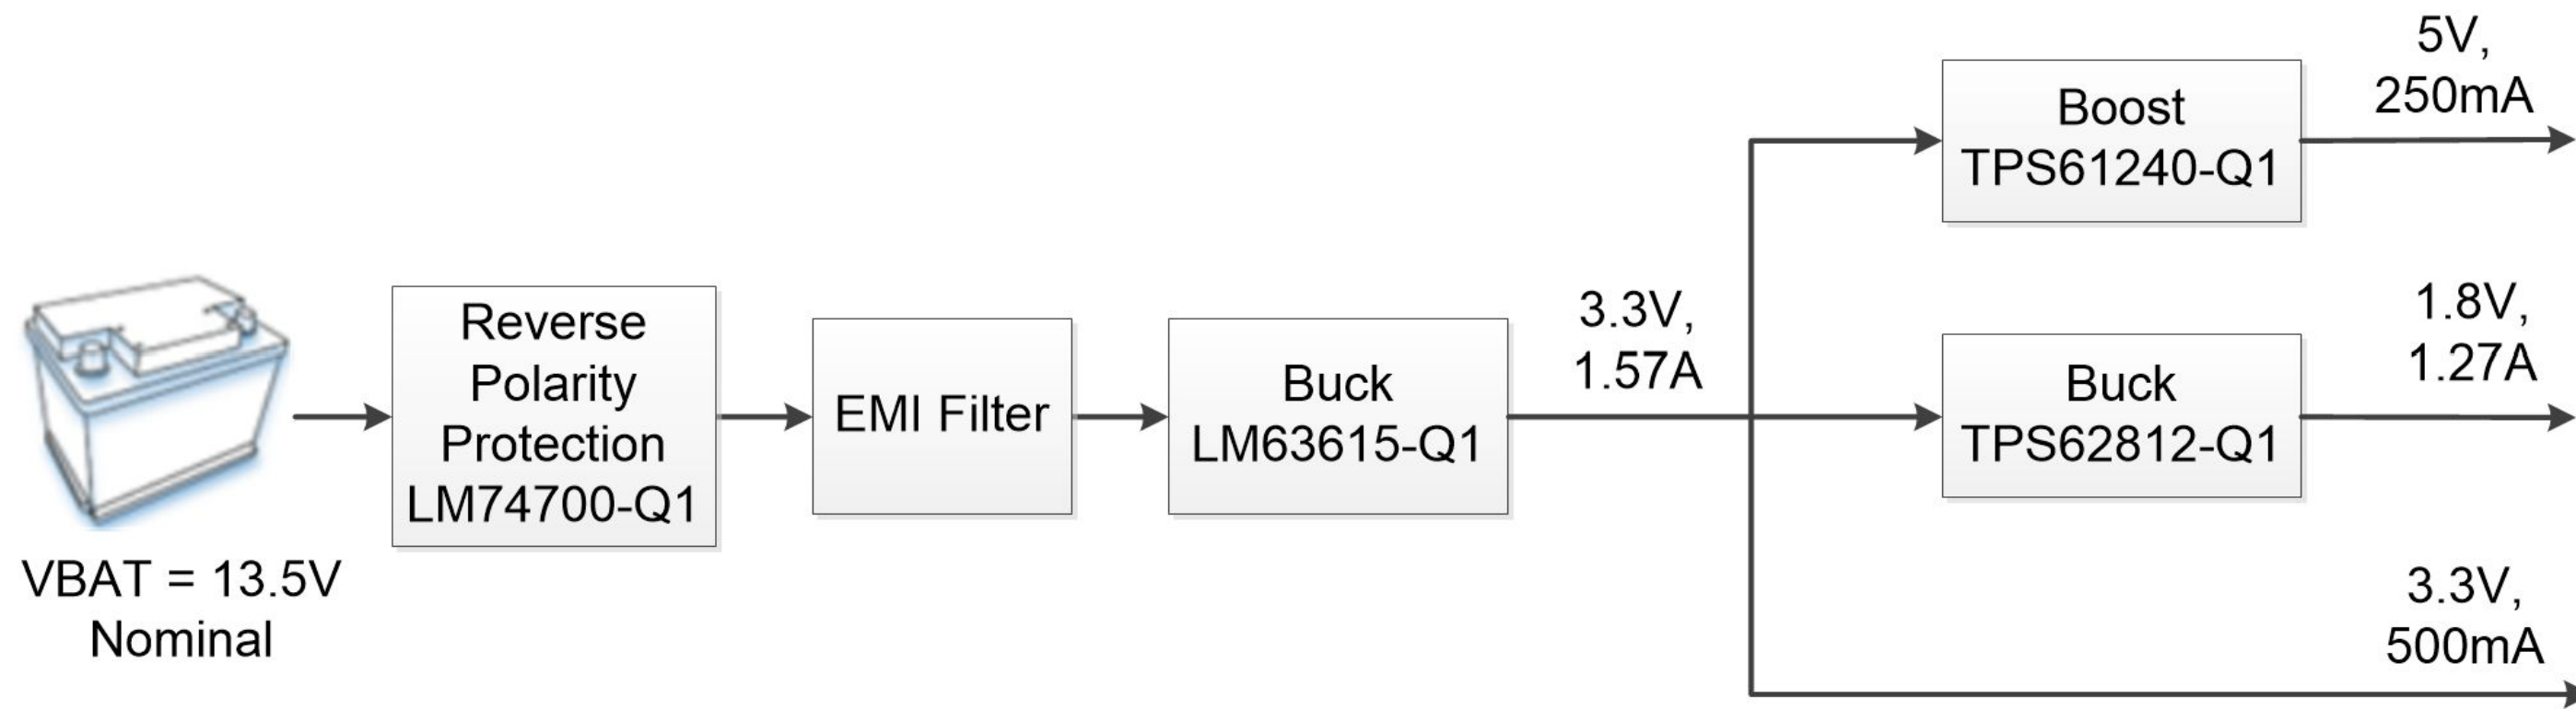 VBAT = 13.5V
Nominal
Reverse
Polarity
Protection
LM74700-Q1
EMI Filter
Buck
LM63615-Q1
3.3V,
1.57A
Boost
TPS61240-Q1
5V,
250mA
Buck
TPS62812-Q1
1.8V,
1.27A
3.3V,
500mA